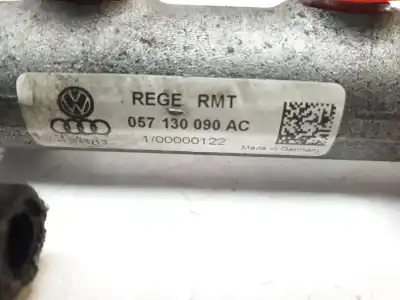 REGE RMT
057 130 090 AC
1/00000122
Made in Germany